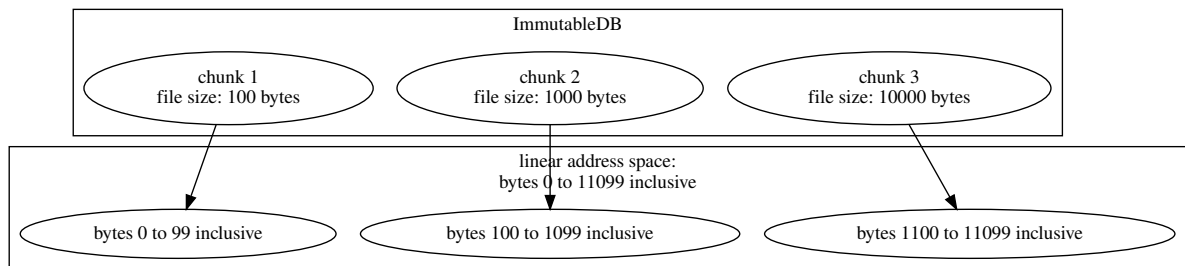 ImmutableDB
chunk 1
file size: 100 bytes
chunk 2
file size: 1000 bytes
chunk 3
file size: 10000 bytes
linear address space:
bytes 0 to 11099 inclusive
bytes 0 to 99 inclusive
bytes 100 to 1099 inclusive
bytes 1100 to 11099 inclusive